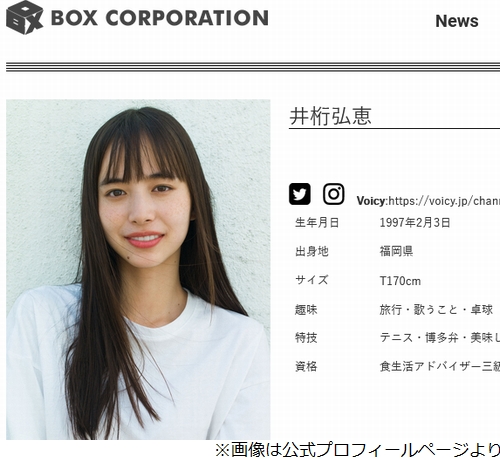 BOX CORPORATION
News
井桁弘恵
Voicy:https://voicy.jp/chann
生年月日 1997年2月3日
出身地 福岡県
サイズ T170cm
趣味 旅行・歌うこと・卓球
特技 テニス・博多弁・美味し
資格 食生活アドバイザー三級
※画像は公式プロフィールページより